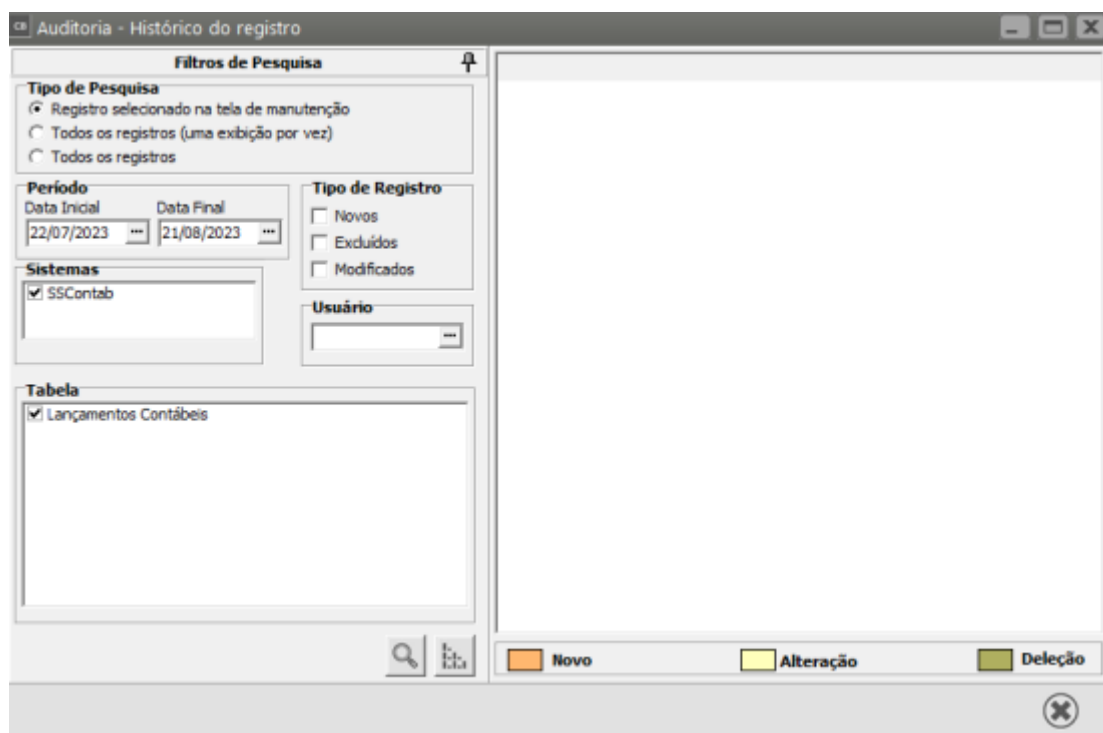 CB Auditoria - Histórico do registro
Filtros de Pesquisa
Tipo de Pesquisa
Registro selecionado na tela de manutenção
Todos os registros (uma exibição por vez)
Todos os registros
Período
Data Inicial Data Final
22/07/2023 ... 21/08/2023 ...
Tipo de Registro
Novos
Excluídos
Modificados
Sistemas
SSContab
Usuário
...
Tabela
Lançamentos Contábeis
Novo Alteração Deleção